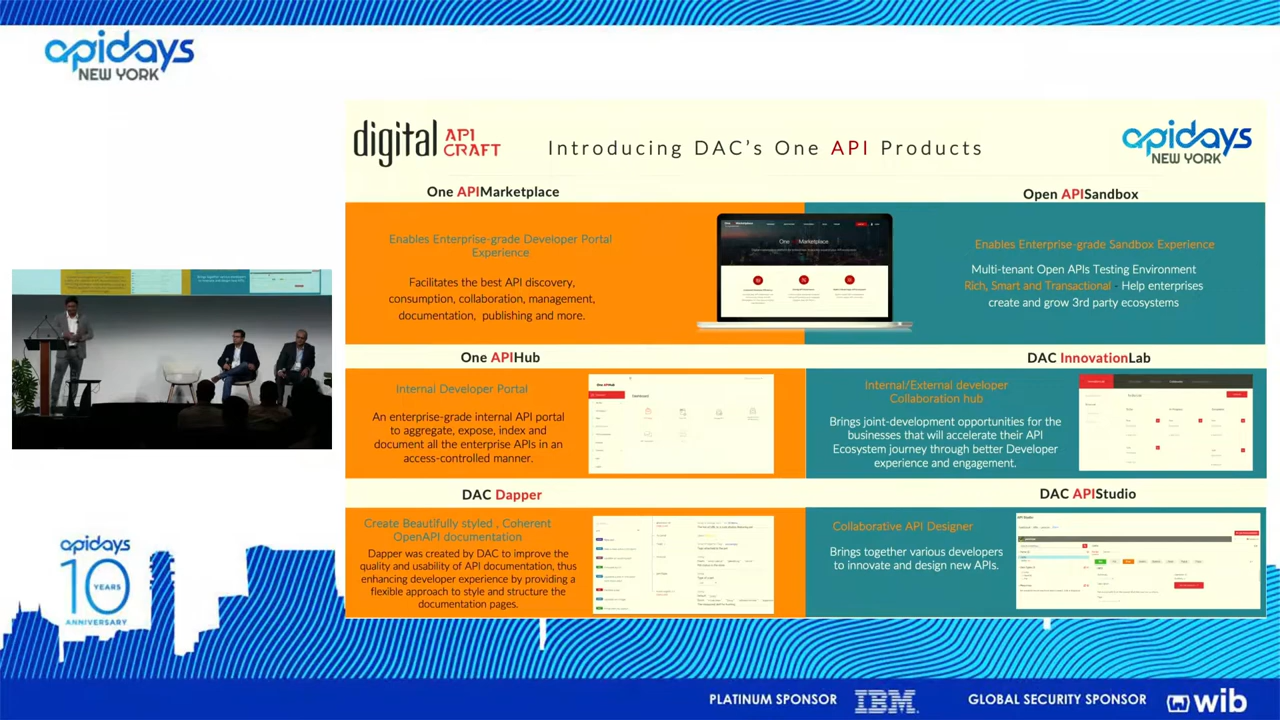 apidays
NEW YORK
digital API CRAFT
Introducing DAC's One API Products
apidays
NEW YORK
One APIMarketplace
Enables Enterprise-grade Developer Portal
Experience
Facilitates the best API discovery,
consumption, collaboration, management,
documentation, publishing and more.
One Marketplace
Open APISandbox
Enables Enterprise-grade Sandbox Experience
Multi-tenant Open APIs Testing Environment
Rich, Smart and Transactional - Help enterprises
create and grow 3rd party ecosystems
One APIHub
Internal Developer Portal
An enterprise-grade internal API portal
to aggregate, expose, index and
document all the enterprise APIs in an
access-controlled manner.
One APIHub
Dashboard
DAC InnovationLab
Internal/External developer
Collaboration hub
Brings joint-development opportunities for the
businesses that will accelerate their API
Ecosystem journey through better Developer
experience and engagement.
DAC Dapper
Create Beautifully styled , Coherent
OpenAPI documentation
Dapper was created by DAC to improve the
quality and usability of API documentation, thus
enhancing developer experience by providing a
flexible approach to style and structure the
documentation pages.
DAC APIStudio
Collaborative API Designer
Brings together various developers
to innovate and design new APIs.
API Studio
apidays
10
YEARS
ANNIVERSARY
PLATINUM SPONSOR IBM. GLOBAL SECURITY SPONSOR wib